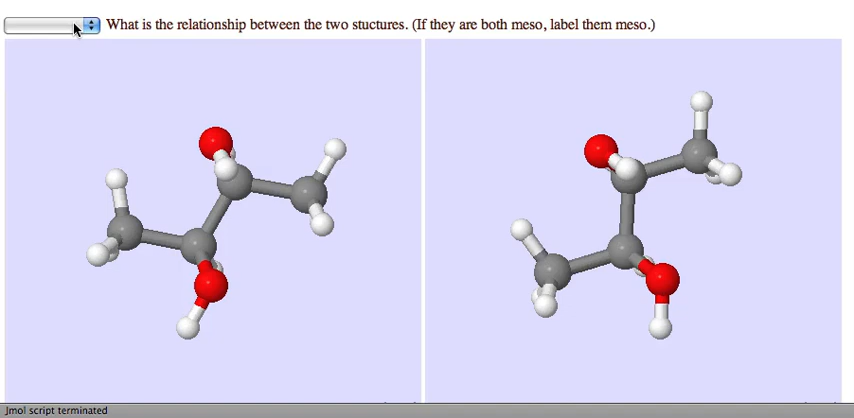 What is the relationship between the two stuctures. (If they are both meso, label them meso.)
Jmol script terminated